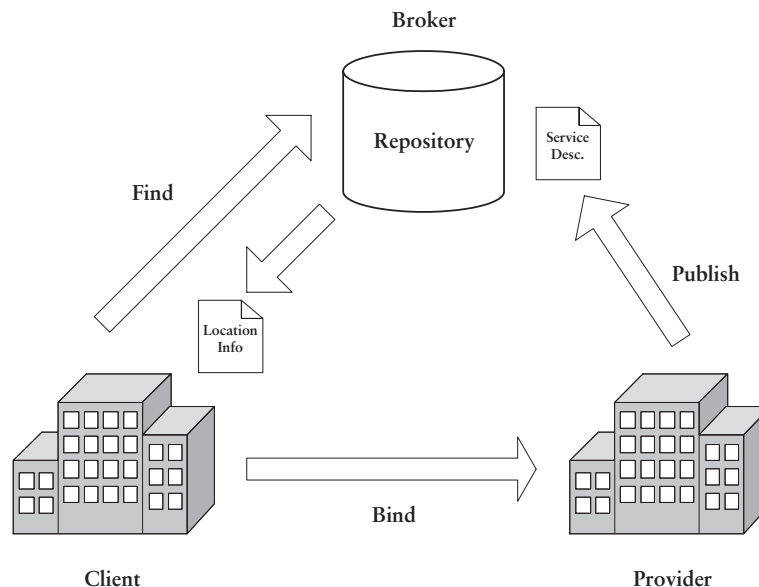 Broker
Repository
Service
Desc.
Find
Publish
Location
Info
Bind
Client
Provider